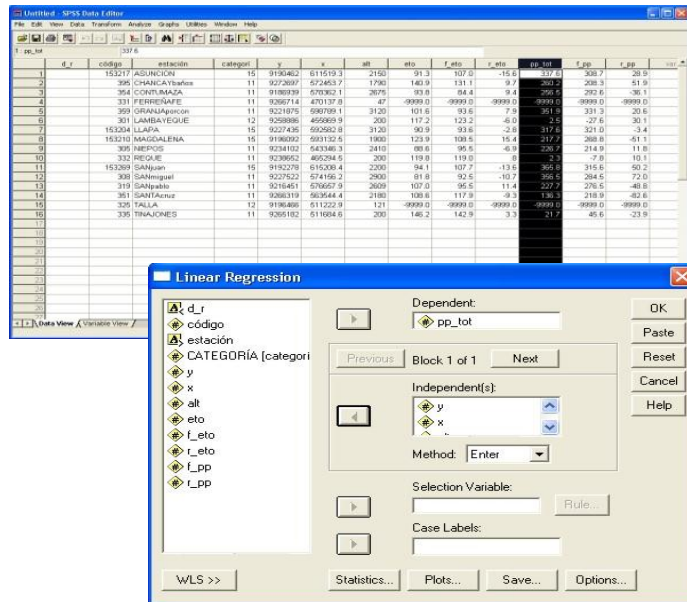 Untitled - SPSS Data Editor
File Edit View Data Transform Analyze Graphs Utilities Window Help
1 : pp_tot 337.6
d_r código estación categorí y x alt eto f_eto r_eto pp_tot f_pp r_pp var
1 153217 ASUNCION 15 9190462 611519.3 2150 91.3 107.0 -15.6 337.6 308.7 28.9
2 395 CHANCAYbaños 11 9272697 572453.7 1790 140.9 131.1 9.7 260.2 208.3 51.9
3 354 CONTUMAZA 11 9186939 578362.1 2675 93.8 84.4 9.4 256.5 292.6 -36.1
4 331 FERREÑAFE 11 9266714 470137.8 47 -9999.0 -9999.0 -9999.0 -9999.0 -9999.0 -9999.0
5 359 GRANJAporcon 11 9221875 598789.1 3120 101.6 93.6 7.9 351.9 331.3 20.6
6 301 LAMBAYEQUE 12 9258886 455869.9 200 117.2 123.2 -6.0 2.5 -27.6 30.1
7 153204 LLAPA 15 9227435 592582.8 3120 90.9 93.6 -2.8 317.6 321.0 -3.4
8 153210 MAGDALENA 15 9196092 593132.5 1900 123.9 108.5 15.4 217.7 268.8 -51.1
9 305 NIEPOS 11 9234102 543346.3 2410 88.6 95.5 -6.9 226.7 214.9 11.8
10 332 REQUE 11 9238652 465294.5 200 119.8 119.0 .8 2.3 -7.8 10.1
11 153269 SANjuan 15 9192278 615208.4 2200 94.1 107.7 -13.6 365.8 315.6 50.2
12 308 SANmiguel 11 9227522 574156.2 2900 81.8 92.5 -10.7 356.5 284.5 72.0
13 319 SANpablo 11 9216451 576657.9 2609 107.0 95.5 11.4 227.7 276.5 -48.8
14 351 SANTAcruz 11 9266319 563544.4 2180 108.6 117.9 -9.3 136.3 218.9 -82.6
15 325 TALLA 12 9196466 511222.9 121 -9999.0 -9999.0 -9999.0 -9999.0 -9999.0 -9999.0
16 335 TINAJONES 11 9265182 511684.6 200 146.2 142.9 3.3 21.7 45.6 -23.9
17
18
19
20
21
22
23
24
25
Data View Variable View
Linear Regression
d_r
código
estación
CATEGORÍA [categorí
y
x
alt
eto
f_eto
r_eto
f_pp
r_pp
Dependent:
pp_tot
Previous Block 1 of 1 Next
Independent(s):
y
x
Method: Enter
Selection Variable:
Rule...
Case Labels:
OK
Paste
Reset
Cancel
Help
WLS >> Statistics... Plots... Save... Options...